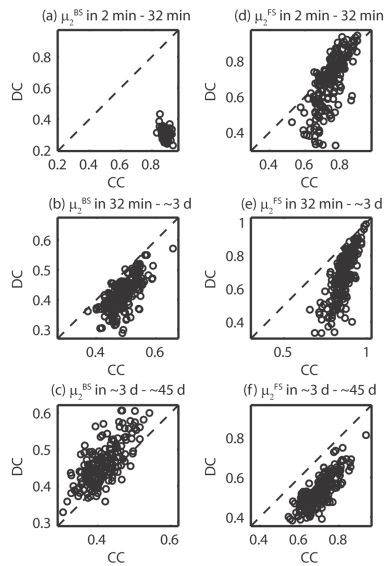 (a) μ₂ᴮˢ in 2 min - 32 min
DC
0.8
0.6
0.4
0.2
0.2 0.4 0.6 0.8
CC
(d) μ₂ꟳˢ in 2 min - 32 min
DC
0.8
0.6
0.4
0.4 0.6 0.8
CC
(b) μ₂ᴮˢ in 32 min - ~3 d
DC
0.6
0.5
0.4
0.3
0.4 0.6
CC
(e) μ₂ꟳˢ in 32 min - ~3 d
DC
1
0.8
0.6
0.4
0.5 1
CC
(c) μ₂ᴮˢ in ~3 d - ~45 d
DC
0.6
0.5
0.4
0.3
0.4 0.6
CC
(f) μ₂ꟳˢ in ~3 d - ~45 d
DC
0.8
0.6
0.4
0.4 0.6 0.8
CC